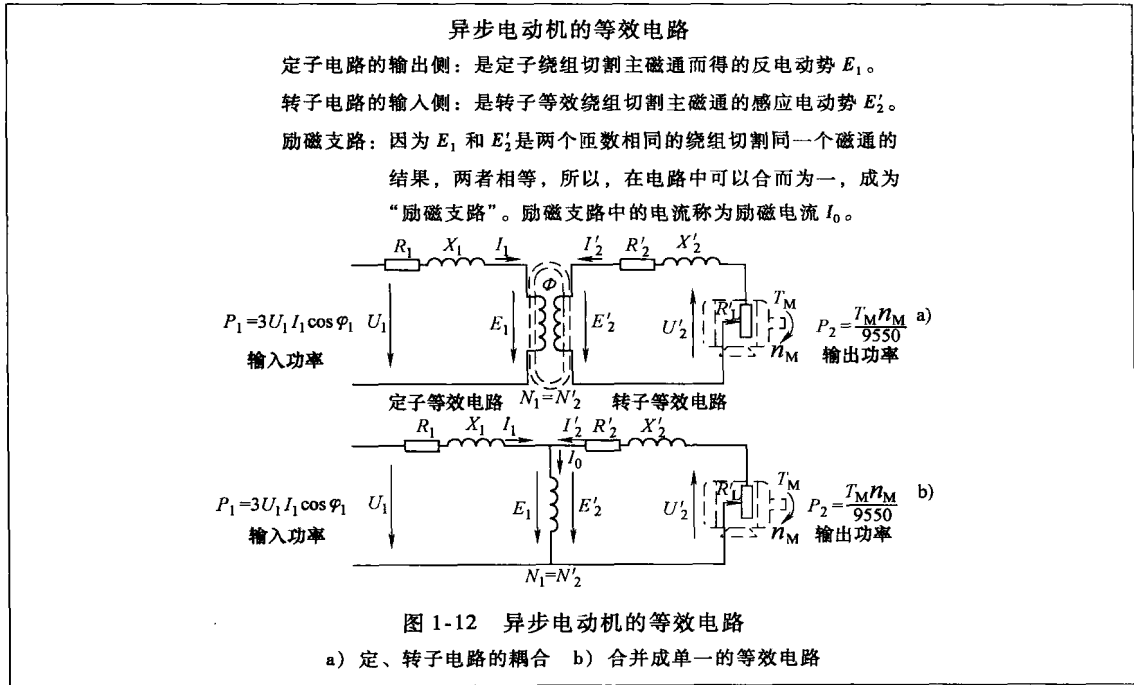 异步电动机的等效电路
定子电路的输出侧：是定子绕组切割主磁通而得的反电动势 E₁。
转子电路的输入侧：是转子等效绕组切割主磁通的感应电动势 E′₂。
励磁支路：因为 E₁ 和 E′₂是两个匝数相同的绕组切割同一个磁通的
结果，两者相等，所以，在电路中可以合而为一，成为
“励磁支路”。励磁支路中的电流称为励磁电流 I₀。
R₁ X₁ I₁ I′₂ R′₂ X′₂
Φ
P₁=3U₁I₁cosφ₁ U₁ E₁ E′₂ U′₂ R′L T_M n_M P₂=T_M n_M/9550 a)
输入功率 输出功率
定子等效电路 N₁=N′₂ 转子等效电路
R₁ X₁ I₁ I′₂ R′₂ X′₂
I₀
P₁=3U₁I₁cosφ₁ U₁ E₁ E′₂ U′₂ R′L T_M n_M P₂=T_M n_M/9550 b)
输入功率 输出功率
N₁=N′₂
图 1-12 异步电动机的等效电路
a）定、转子电路的耦合 b）合并成单一的等效电路